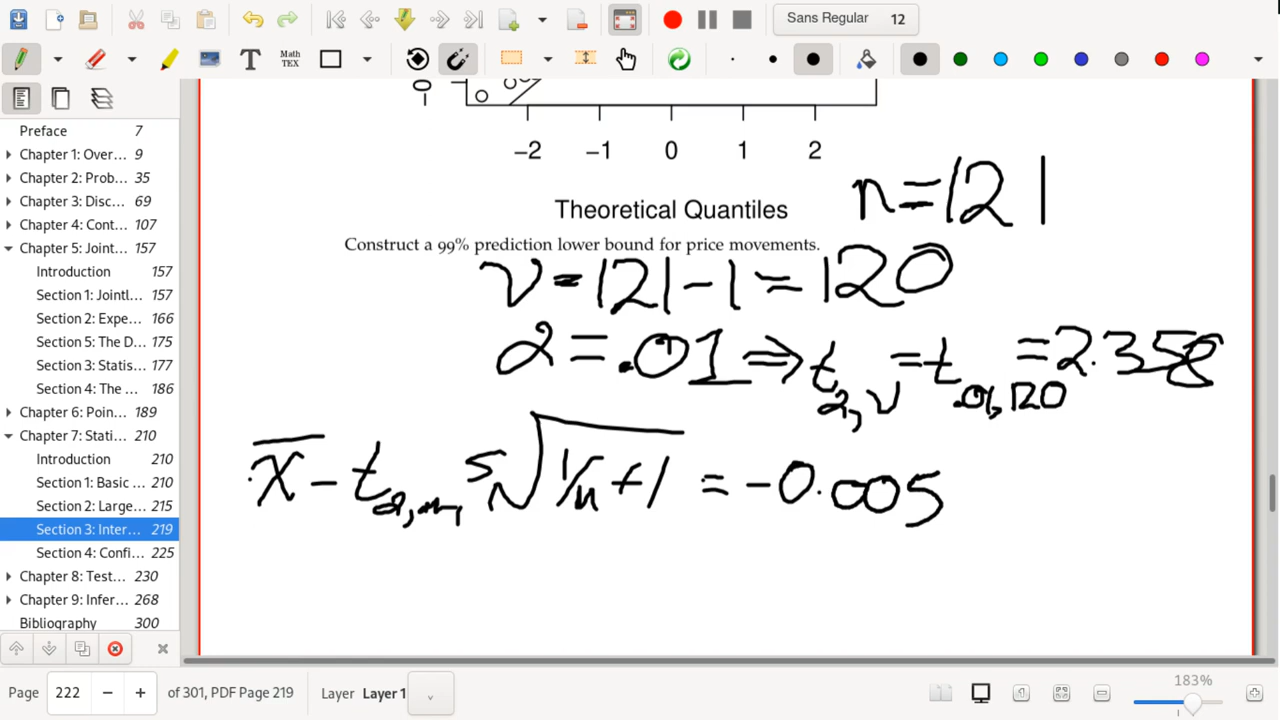 Sans Regular 12
Math
TEX
Preface 7
Chapter 1: Over... 9
Chapter 2: Prob... 35
Chapter 3: Disc... 69
Chapter 4: Cont... 107
Chapter 5: Joint... 157
Introduction 157
Section 1: Jointl... 157
Section 2: Expe... 166
Section 5: The D... 175
Section 3: Statis... 177
Section 4: The ... 186
Chapter 6: Poin... 189
Chapter 7: Stati... 210
Introduction 210
Section 1: Basic ... 210
Section 2: Large... 215
Section 3: Inter... 219
Section 4: Confi... 225
Chapter 8: Test... 230
Chapter 9: Infer... 268
Bibliography 300
−2 −1 0 1 2
Theoretical Quantiles
n=121
Construct a 99% prediction lower bound for price movements.
ν=121-1=120
α=.01⇒t_{α,ν}=t_{.01,120}=2.358
x̄-t_{α,n-1}s√(1/n+1)=-0.005
Page 222 of 301, PDF Page 219 Layer Layer 1 183%